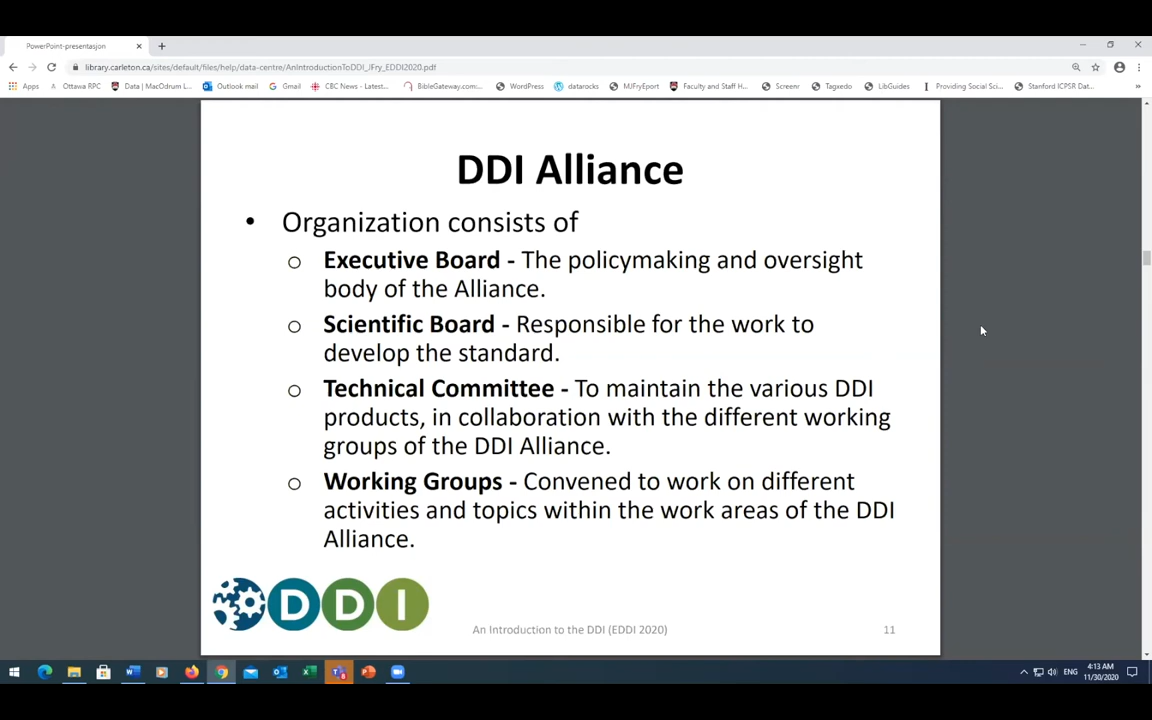 PowerPoint-presentasjon
library.carleton.ca/sites/default/files/help/data-centre/AnIntroductionToDDI_JFry_EDDI2020.pdf
Apps Ottawa RPC Data | MacOdrum L... Outlook mail Gmail CBC News - Latest... BibleGateway.com:... WordPress datarocks MJFryEport Faculty and Staff H... Screenr Tagxedo LibGuides Providing Social Sci... Stanford ICPSR Dat... »
DDI Alliance
• Organization consists of
o Executive Board - The policymaking and oversight
body of the Alliance.
o Scientific Board - Responsible for the work to
develop the standard.
o Technical Committee - To maintain the various DDI
products, in collaboration with the different working
groups of the DDI Alliance.
o Working Groups - Convened to work on different
activities and topics within the work areas of the DDI
Alliance.
DDI
An Introduction to the DDI (EDDI 2020) 11
ENG
4:13 AM
11/30/2020